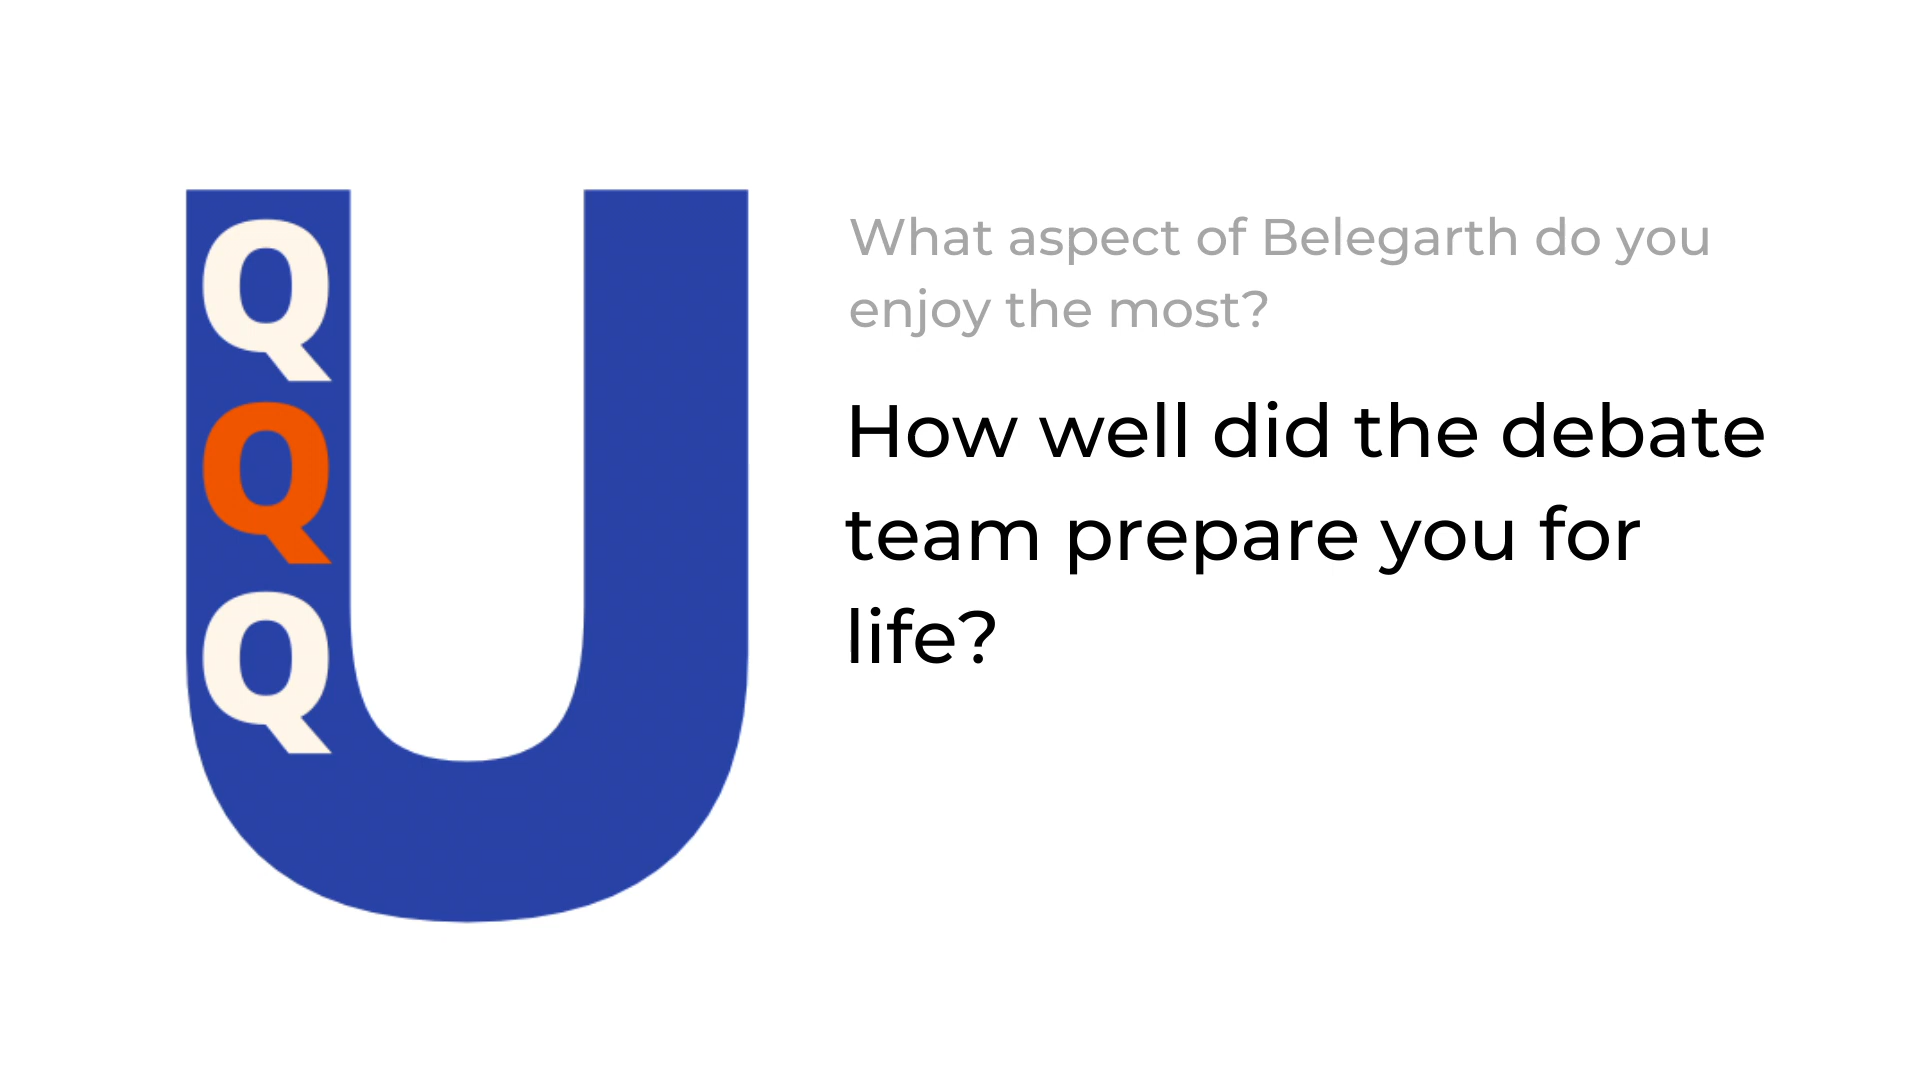 Q
Q
Q
U
What aspect of Belegarth do you
enjoy the most?
How well did the debate
team prepare you for
life?